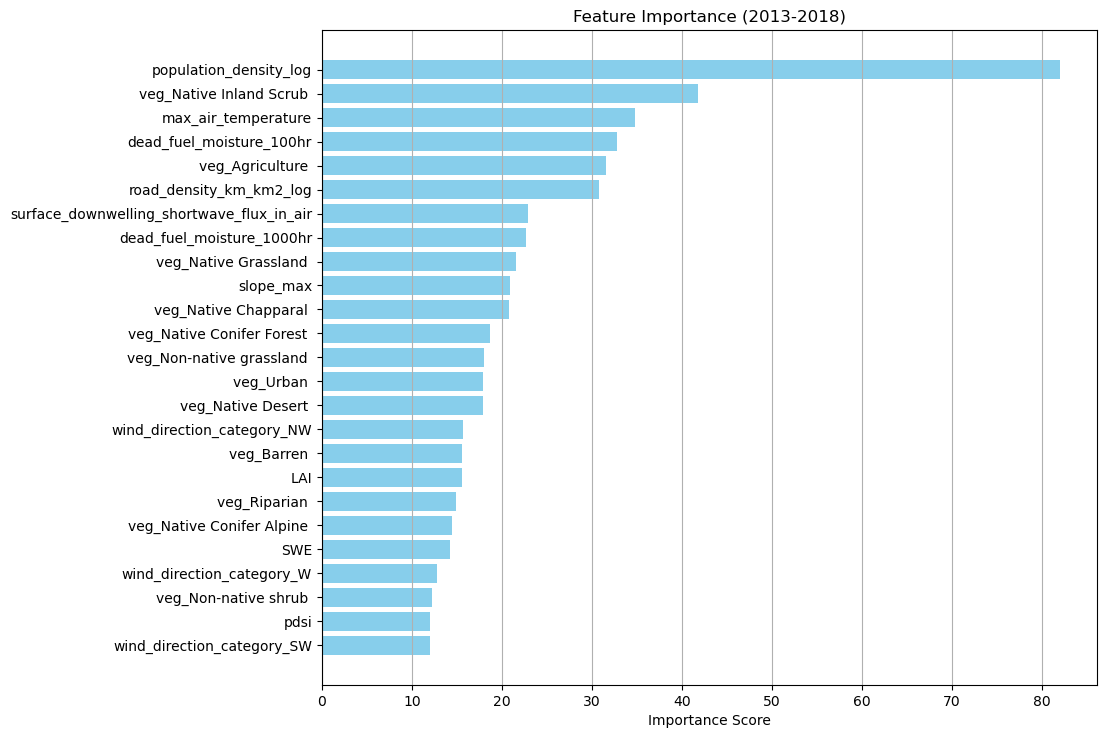 Feature Importance (2013-2018)
population_density_log
veg_Native Inland Scrub
max_air_temperature
dead_fuel_moisture_100hr
veg_Agriculture
road_density_km_km2_log
surface_downwelling_shortwave_flux_in_air
dead_fuel_moisture_1000hr
veg_Native Grassland
slope_max
veg_Native Chapparal
veg_Native Conifer Forest
veg_Non-native grassland
veg_Urban
veg_Native Desert
wind_direction_category_NW
veg_Barren
LAI
veg_Riparian
veg_Native Conifer Alpine
SWE
wind_direction_category_W
veg_Non-native shrub
pdsi
wind_direction_category_SW
0 10 20 30 40 50 60 70 80
Importance Score